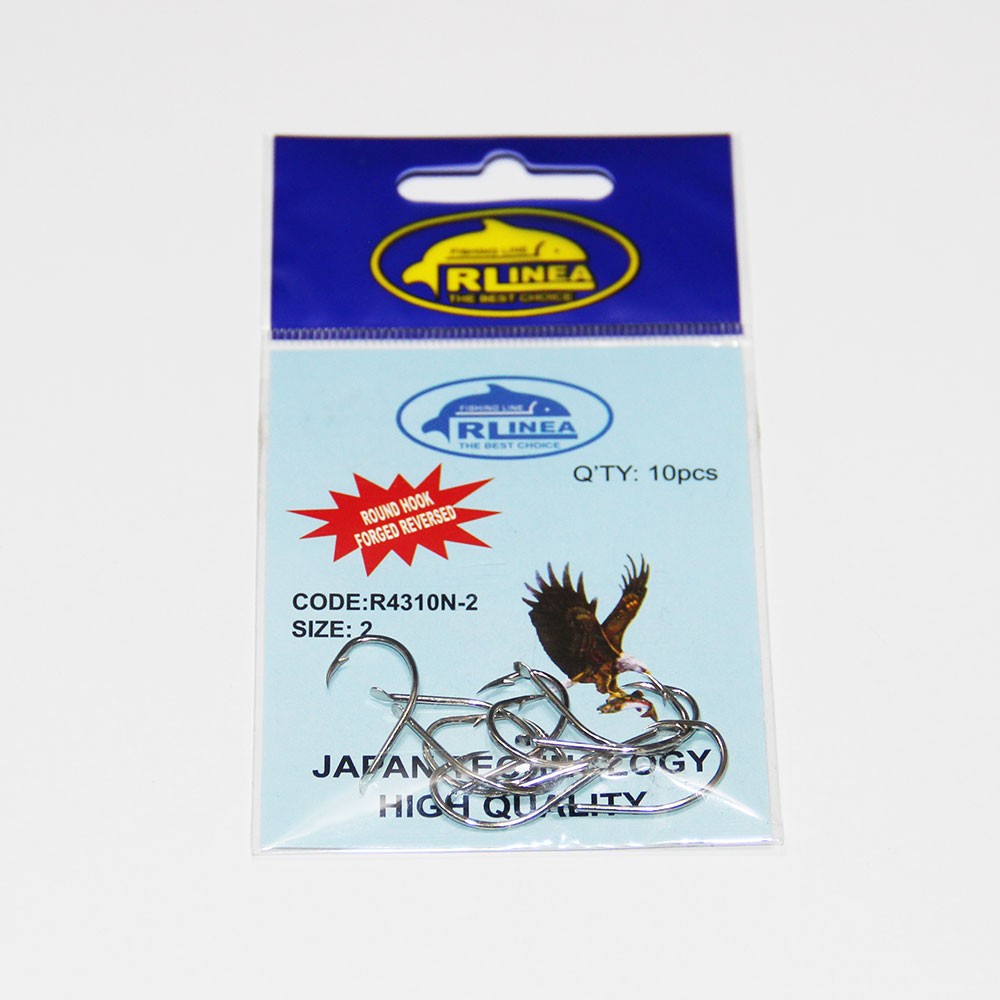 FISHING LINE
RLINEA
THE BEST CHOICE
FISHING LINE
RLINEA
THE BEST CHOICE
Q'TY: 10pcs
ROUND HOOK
FORGED REVERSED
CODE:R4310N-2
SIZE: 2
JAPAN TECHNOLOGY
HIGH QUALITY